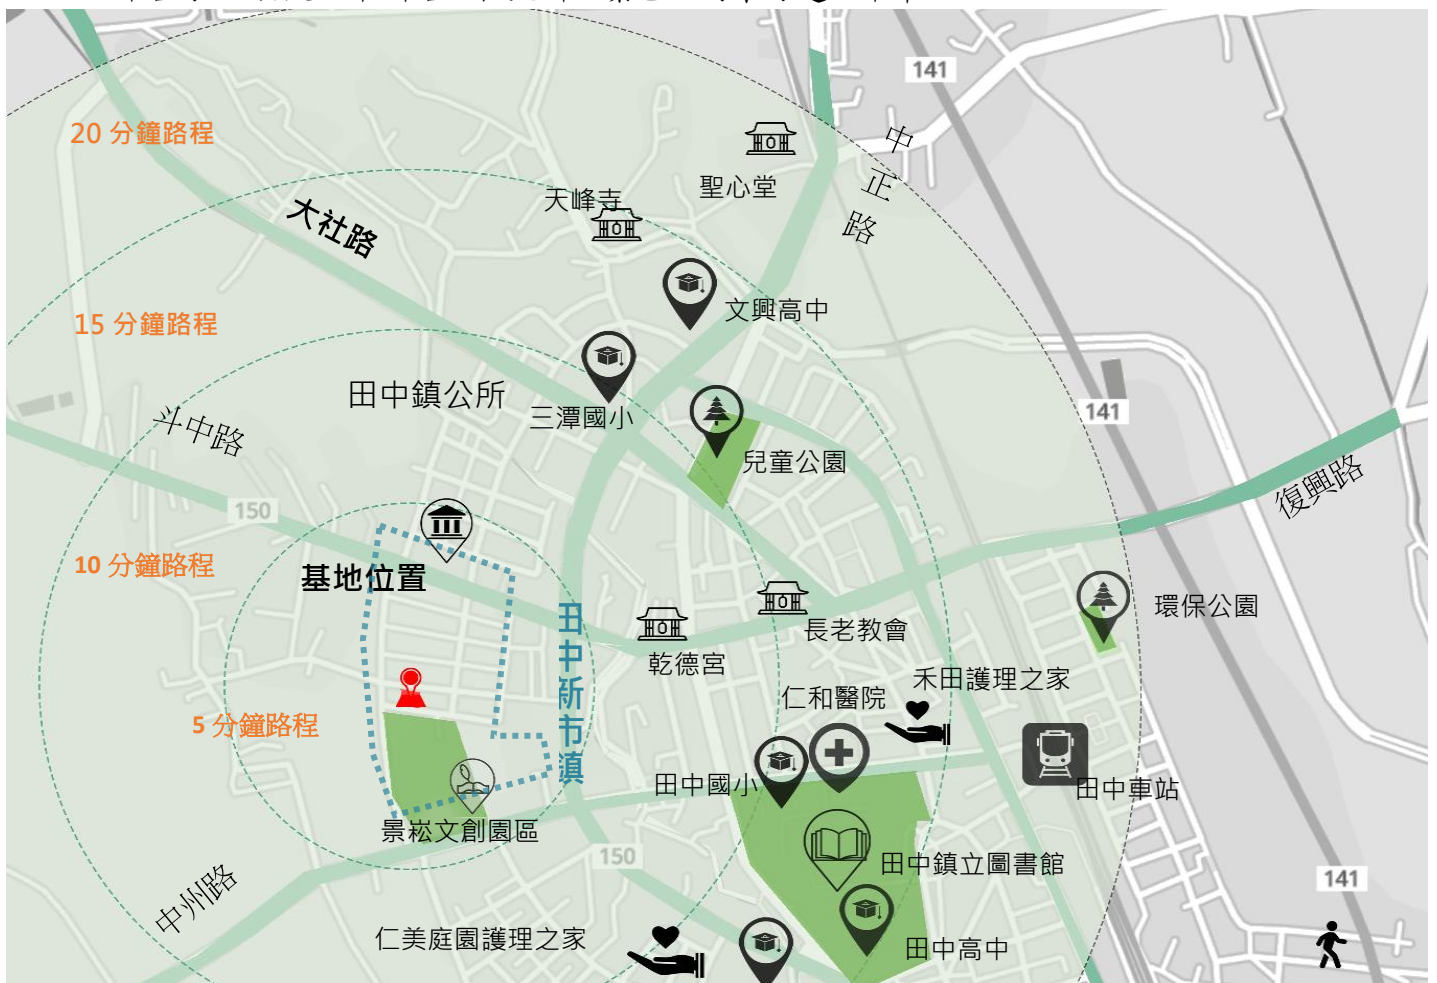 141
20 分鐘路程
中正路
聖心堂
天峰寺
大社路
文興高中
15 分鐘路程
田中鎮公所
三潭國小
141
斗中路
兒童公園
復興路
150
10 分鐘路程
基地位置
環保公園
田中新市鎮
長老教會
乾德宮
禾田護理之家
仁和醫院
5 分鐘路程
田中國小
田中車站
景崧文創園區
150
田中鎮立圖書館
141
中州路
仁美庭園護理之家
田中高中